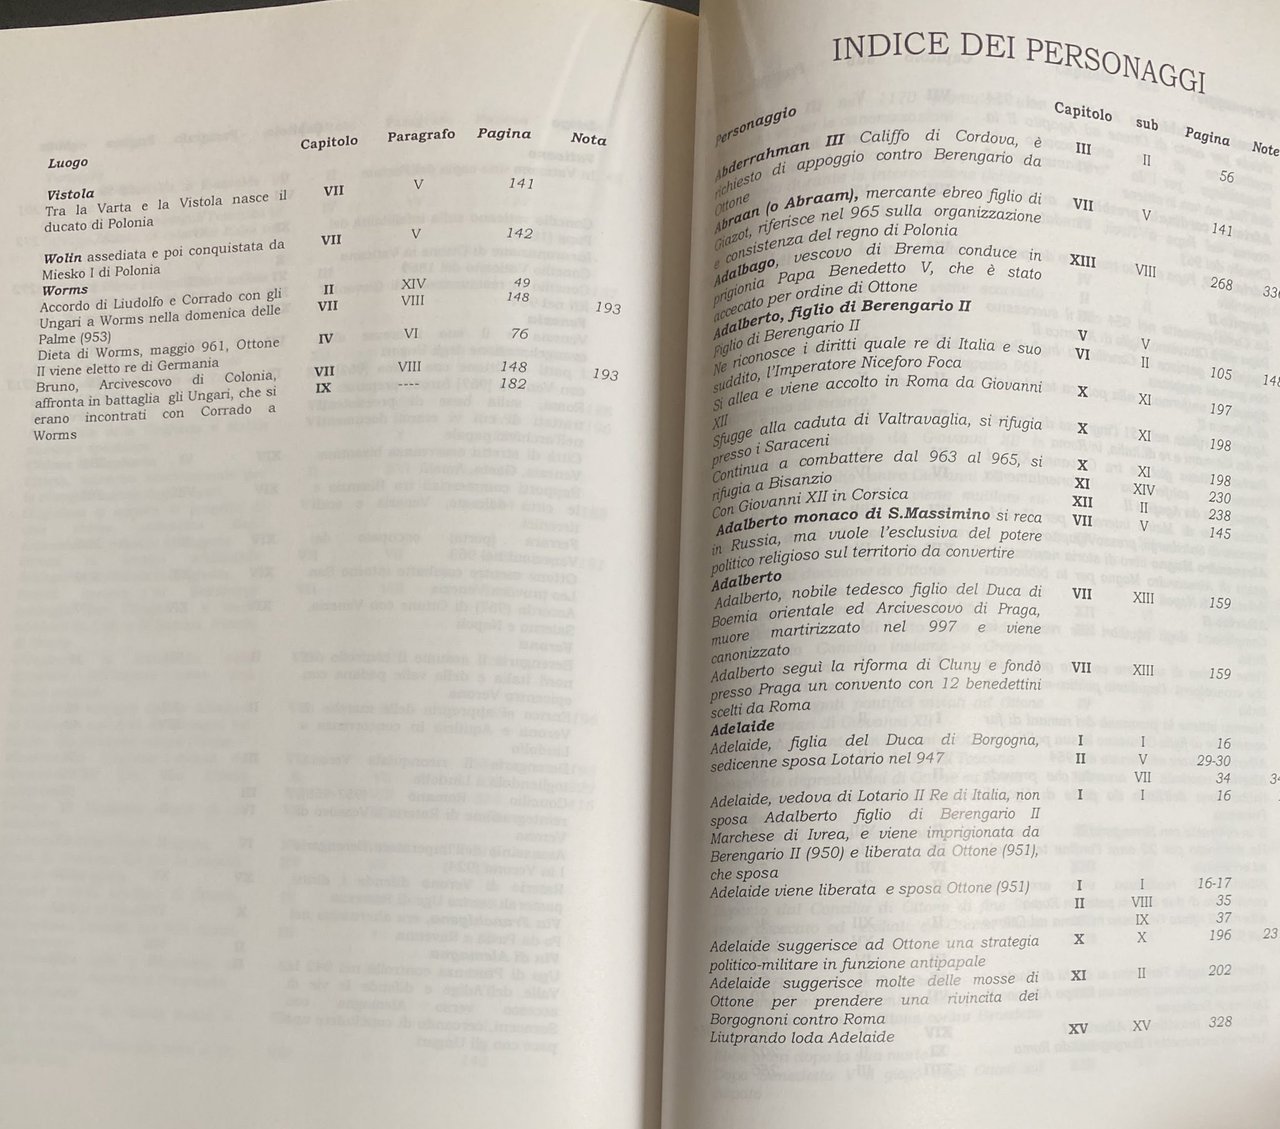 Luogo Capitolo Paragrafo Pagina Nota
Vistola VII V 141
Tra la Varta e la Vistola nasce il
ducato di Polonia
Wolin assediata e poi conquistata da VII V 142
Miesko I di Polonia
Worms
Accordo di Liudolfo e Corrado con gli II XIV 49
Ungari a Worms nella domenica delle VII VIII 148 193
Palme (953)
Dieta di Worms, maggio 961, Ottone IV VI 76
II viene eletto re di Germania
Bruno, Arcivescovo di Colonia, VII VIII 148 193
affronta in battaglia gli Ungari, che si IX ---- 182
erano incontrati con Corrado a
Worms
INDICE DEI PERSONAGGI
Personaggio Capitolo sub Pagina Note
Abderrahman III Califfo di Cordova, è III II 56
richiesto di appoggio contro Berengario da
Ottone
Abraan (o Abraam), mercante ebreo figlio di VII V 141
Giazot, riferisce nel 965 sulla organizzazione
e consistenza del regno di Polonia
Adalbago, vescovo di Brema conduce in XIII VIII 268
prigionia Papa Benedetto V, che è stato
accecato per ordine di Ottone
Adalberto, figlio di Berengario II
Figlio di Berengario II V V
Ne riconosce i diritti quale re di Italia e suo VI II 105
suddito, l'Imperatore Niceforo Foca
Si allea e viene accolto in Roma da Giovanni X XI 197
XII
Sfugge alla caduta di Valtravaglia, si rifugia X XI 198
presso i Saraceni
Continua a combattere dal 963 al 965, si X XI 198
rifugia a Bisanzio XI XIV 230
Con Giovanni XII in Corsica XII II 238
Adalberto monaco di S.Massimino si reca VII V 145
in Russia, ma vuole l'esclusiva del potere
politico religioso sul territorio da convertire
Adalberto
Adalberto, nobile tedesco figlio del Duca di VII XIII 159
Boemia orientale ed Arcivescovo di Praga,
muore martirizzato nel 997 e viene
canonizzato
Adalberto seguì la riforma di Cluny e fondò VII XIII 159
presso Praga un convento con 12 benedettini
scelti da Roma
Adelaide
Adelaide, figlia del Duca di Borgogna, I I 16
sedicenne sposa Lotario nel 947 II V 29-30
VII 34
Adelaide, vedova di Lotario II Re di Italia, non I I 16
sposa Adalberto figlio di Berengario II
Marchese di Ivrea, e viene imprigionata da
Berengario II (950) e liberata da Ottone (951),
che sposa
Adelaide viene liberata e sposa Ottone (951) I I 16-17
II VIII 35
IX 37
Adelaide suggerisce ad Ottone una strategia X X 196
politico-militare in funzione antipapale
Adelaide suggerisce molte delle mosse di XI II 202
Ottone per prendere una rivincita dei
Borgognoni contro Roma
Liutprando loda Adelaide XV XV 328